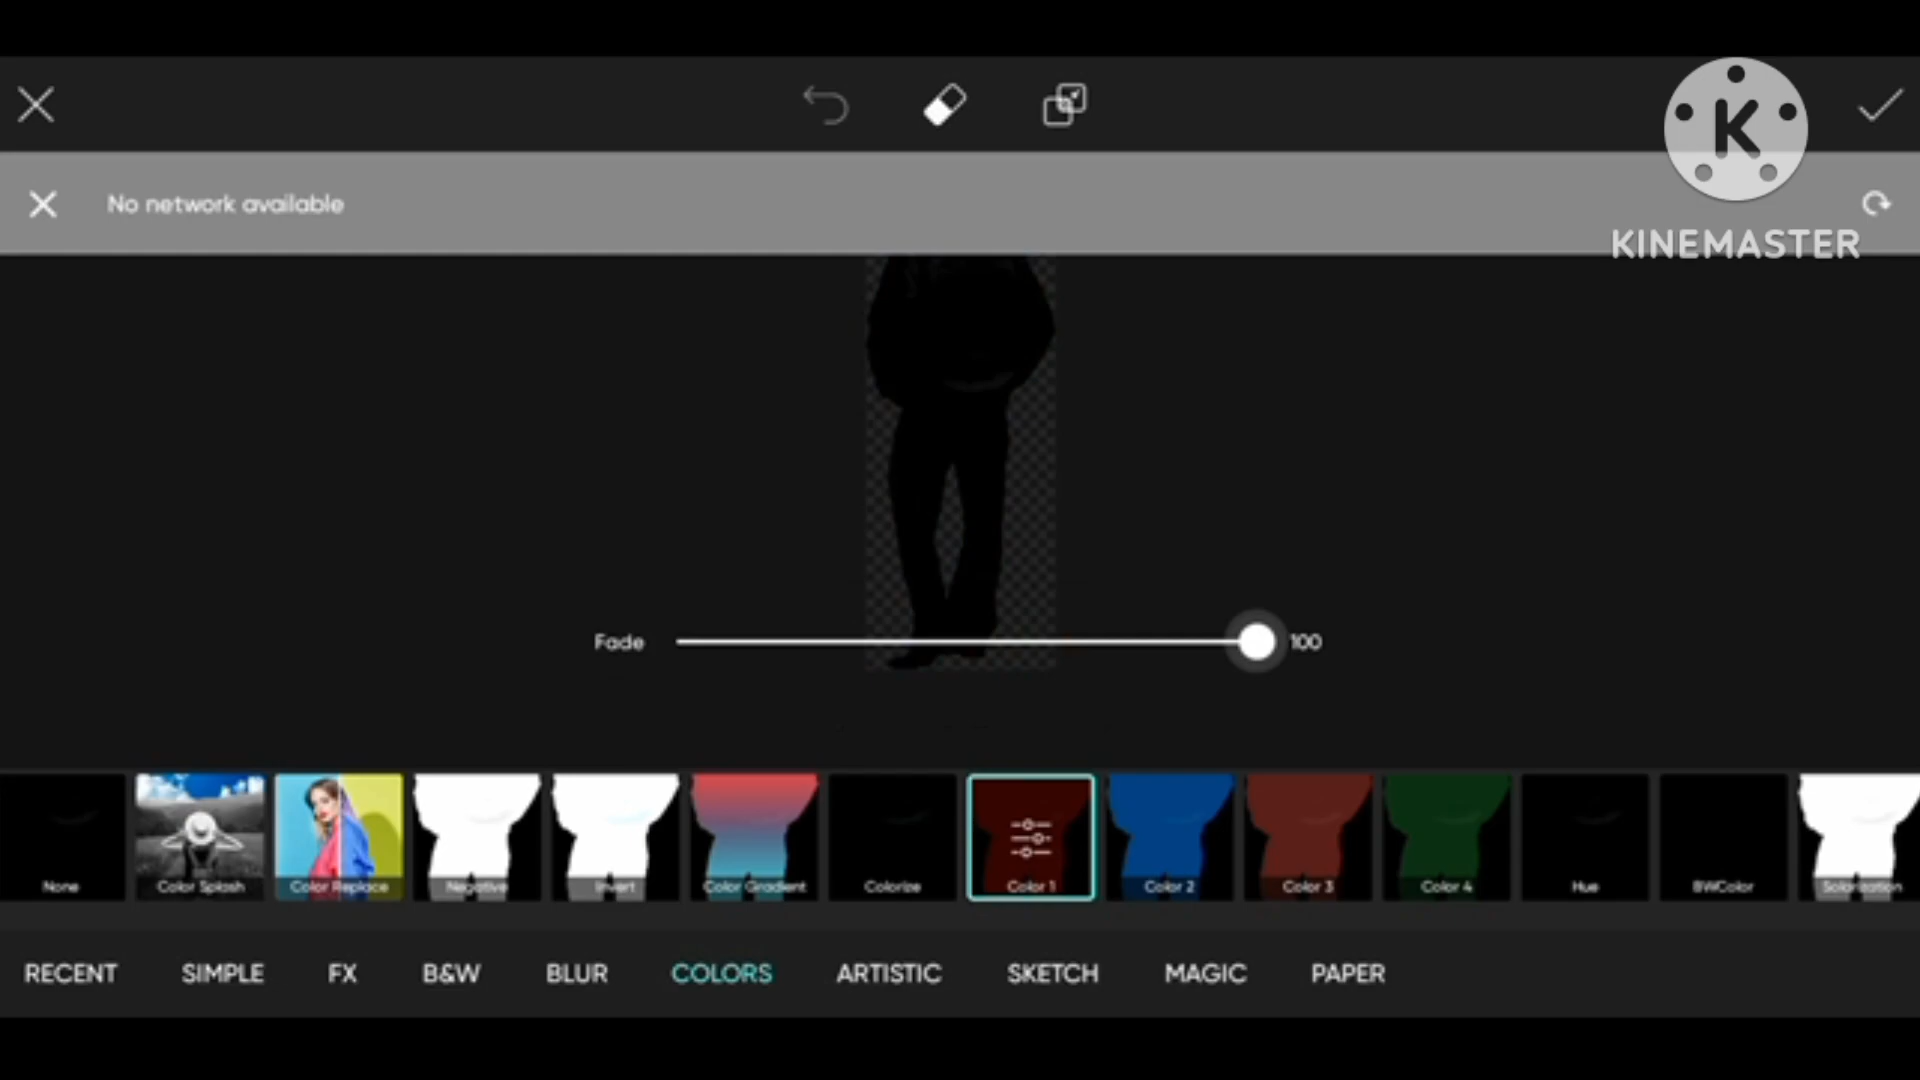 K
KINEMASTER
No network available
Fade 100
None Color Splash Color Replace Negative Invert Color Gradient Colorize Color 1 Color 2 Color 3 Color 4 Hue BWColor Solarization
RECENT SIMPLE FX B&W BLUR COLORS ARTISTIC SKETCH MAGIC PAPER